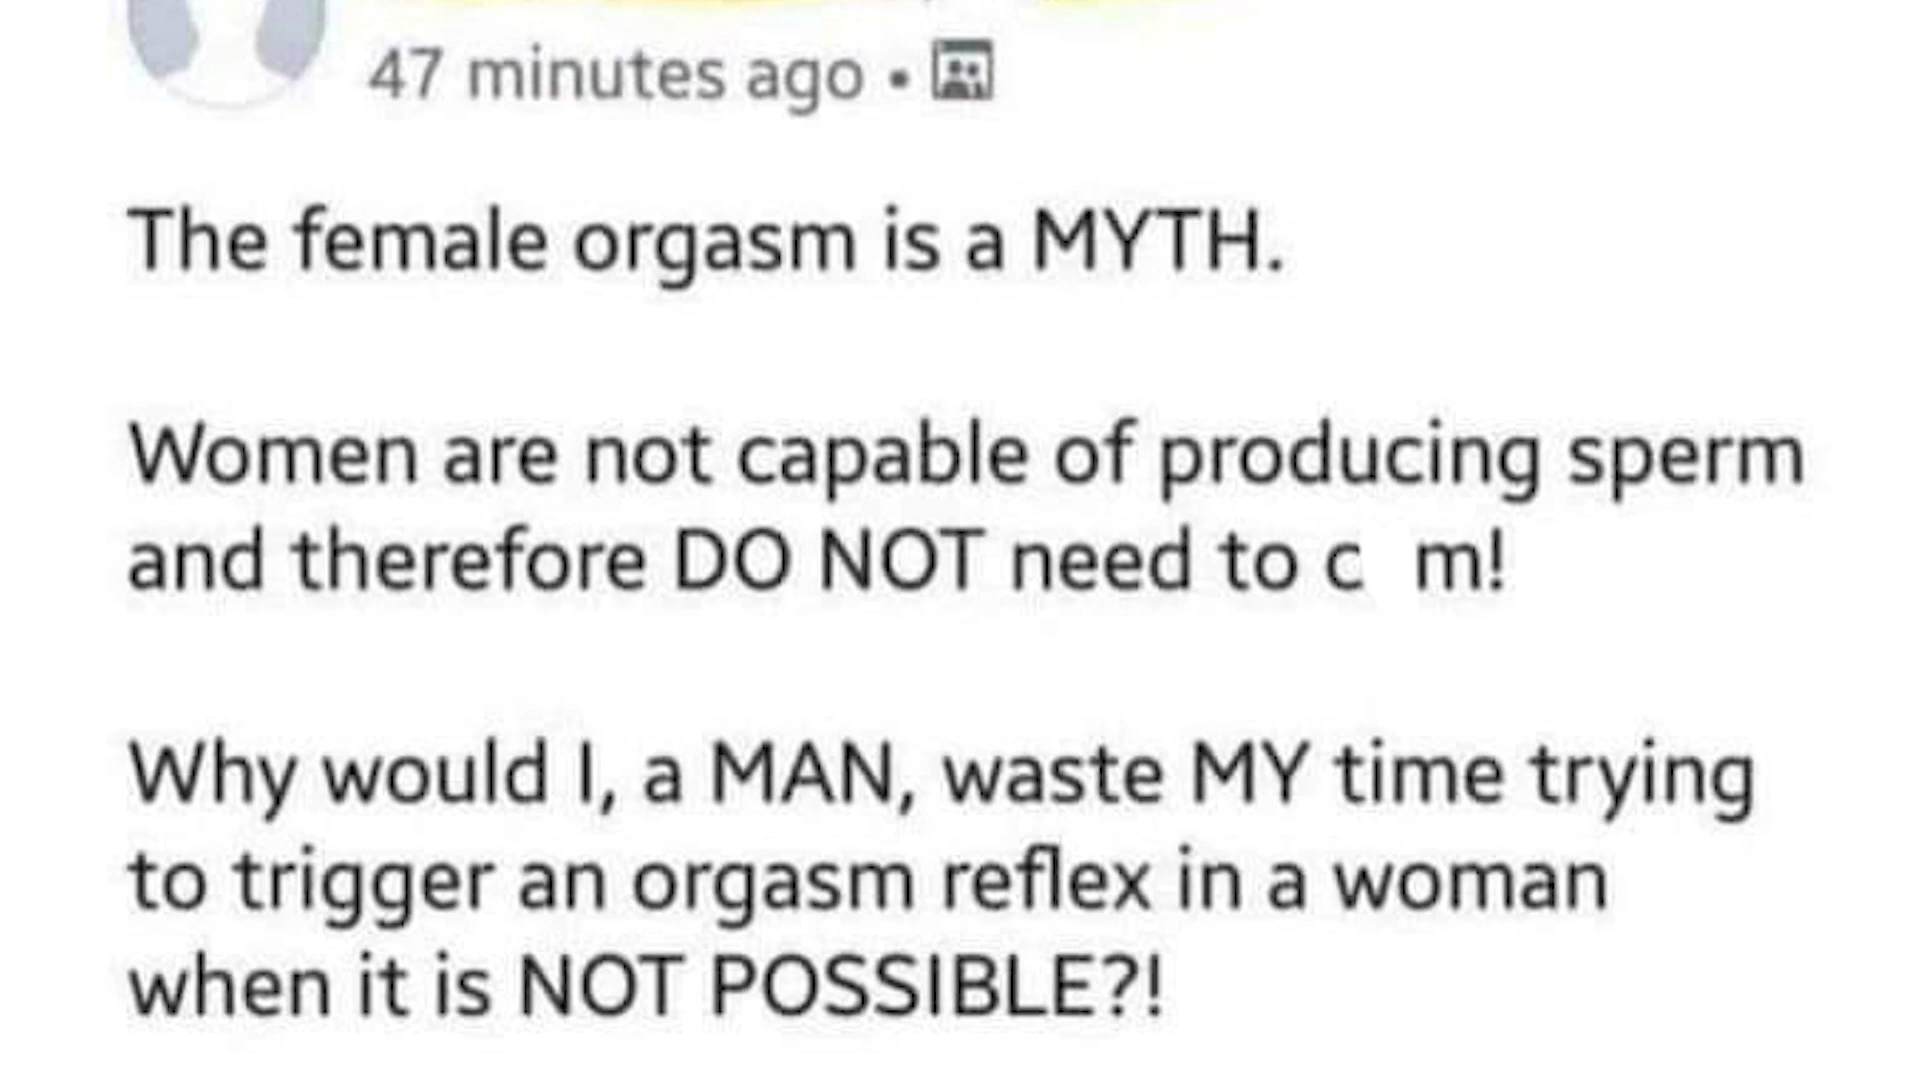 47 minutes ago •
The female orgasm is a MYTH.
Women are not capable of producing sperm
and therefore DO NOT need to c m!
Why would I, a MAN, waste MY time trying
to trigger an orgasm reflex in a woman
when it is NOT POSSIBLE?!